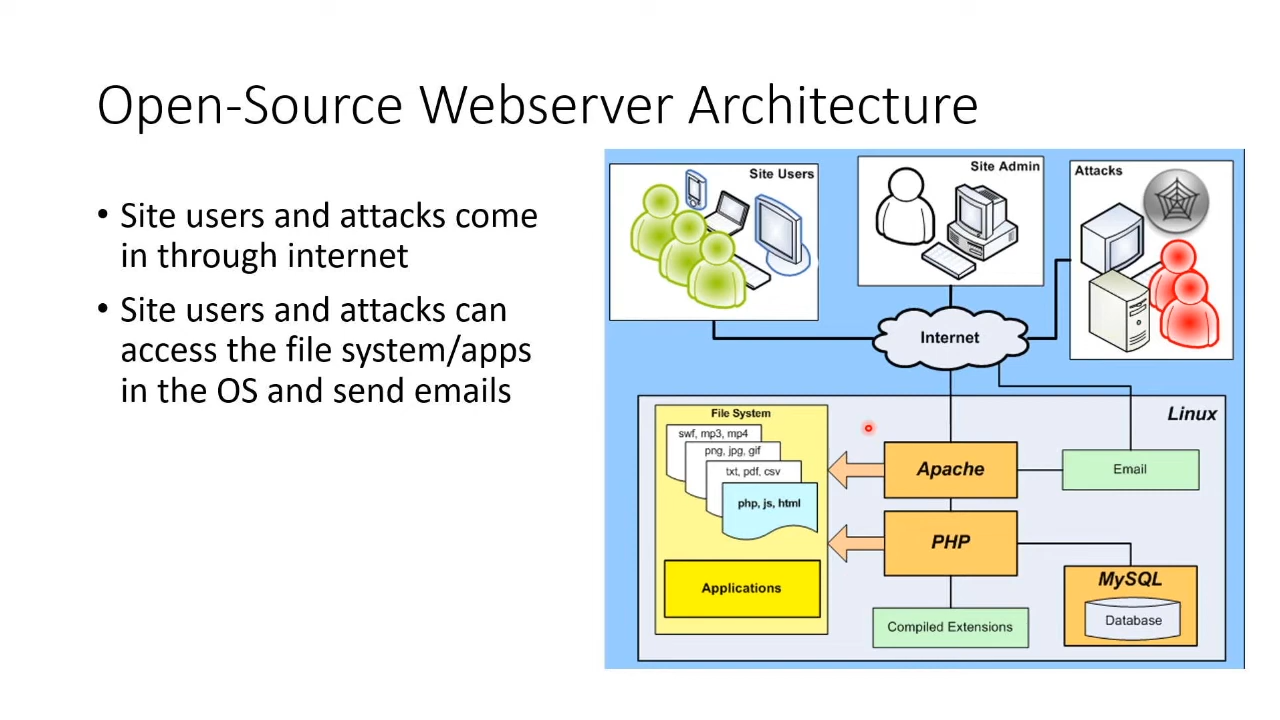 Open-Source Webserver Architecture
• Site users and attacks come
in through internet
• Site users and attacks can
access the file system/apps
in the OS and send emails
Site Users
Site Admin
Attacks
Internet
Linux
File System
swf, mp3, mp4
png, jpg, gif
txt, pdf, csv
php, js, html
Applications
Apache
Email
PHP
MySQL
Database
Compiled Extensions